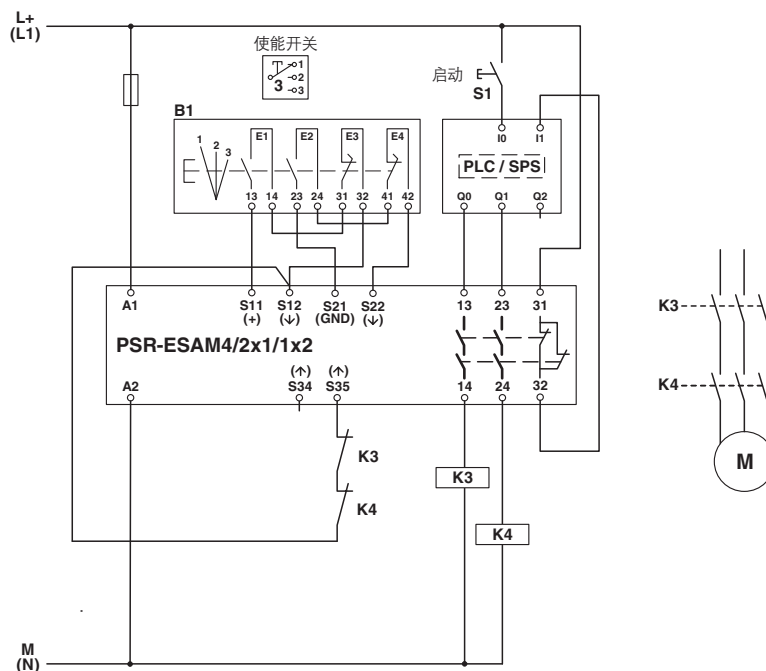 L+
(L1)
使能开关
1
2
3
3
启动
S1
B1
1
2
3
E1
E2
E3
E4
13 14 23 24 31 32 41 42
I0 I1
PLC / SPS
Q0 Q1 Q2
A1
S11
(+)
S12
(↓)
S21
(GND)
S22
(↓)
13 23 31
PSR-ESAM4/2x1/1x2
A2
(↑)
S34
(↑)
S35
14 24 32
K3
K4
K3
K4
K3
K4
M
M
(N)